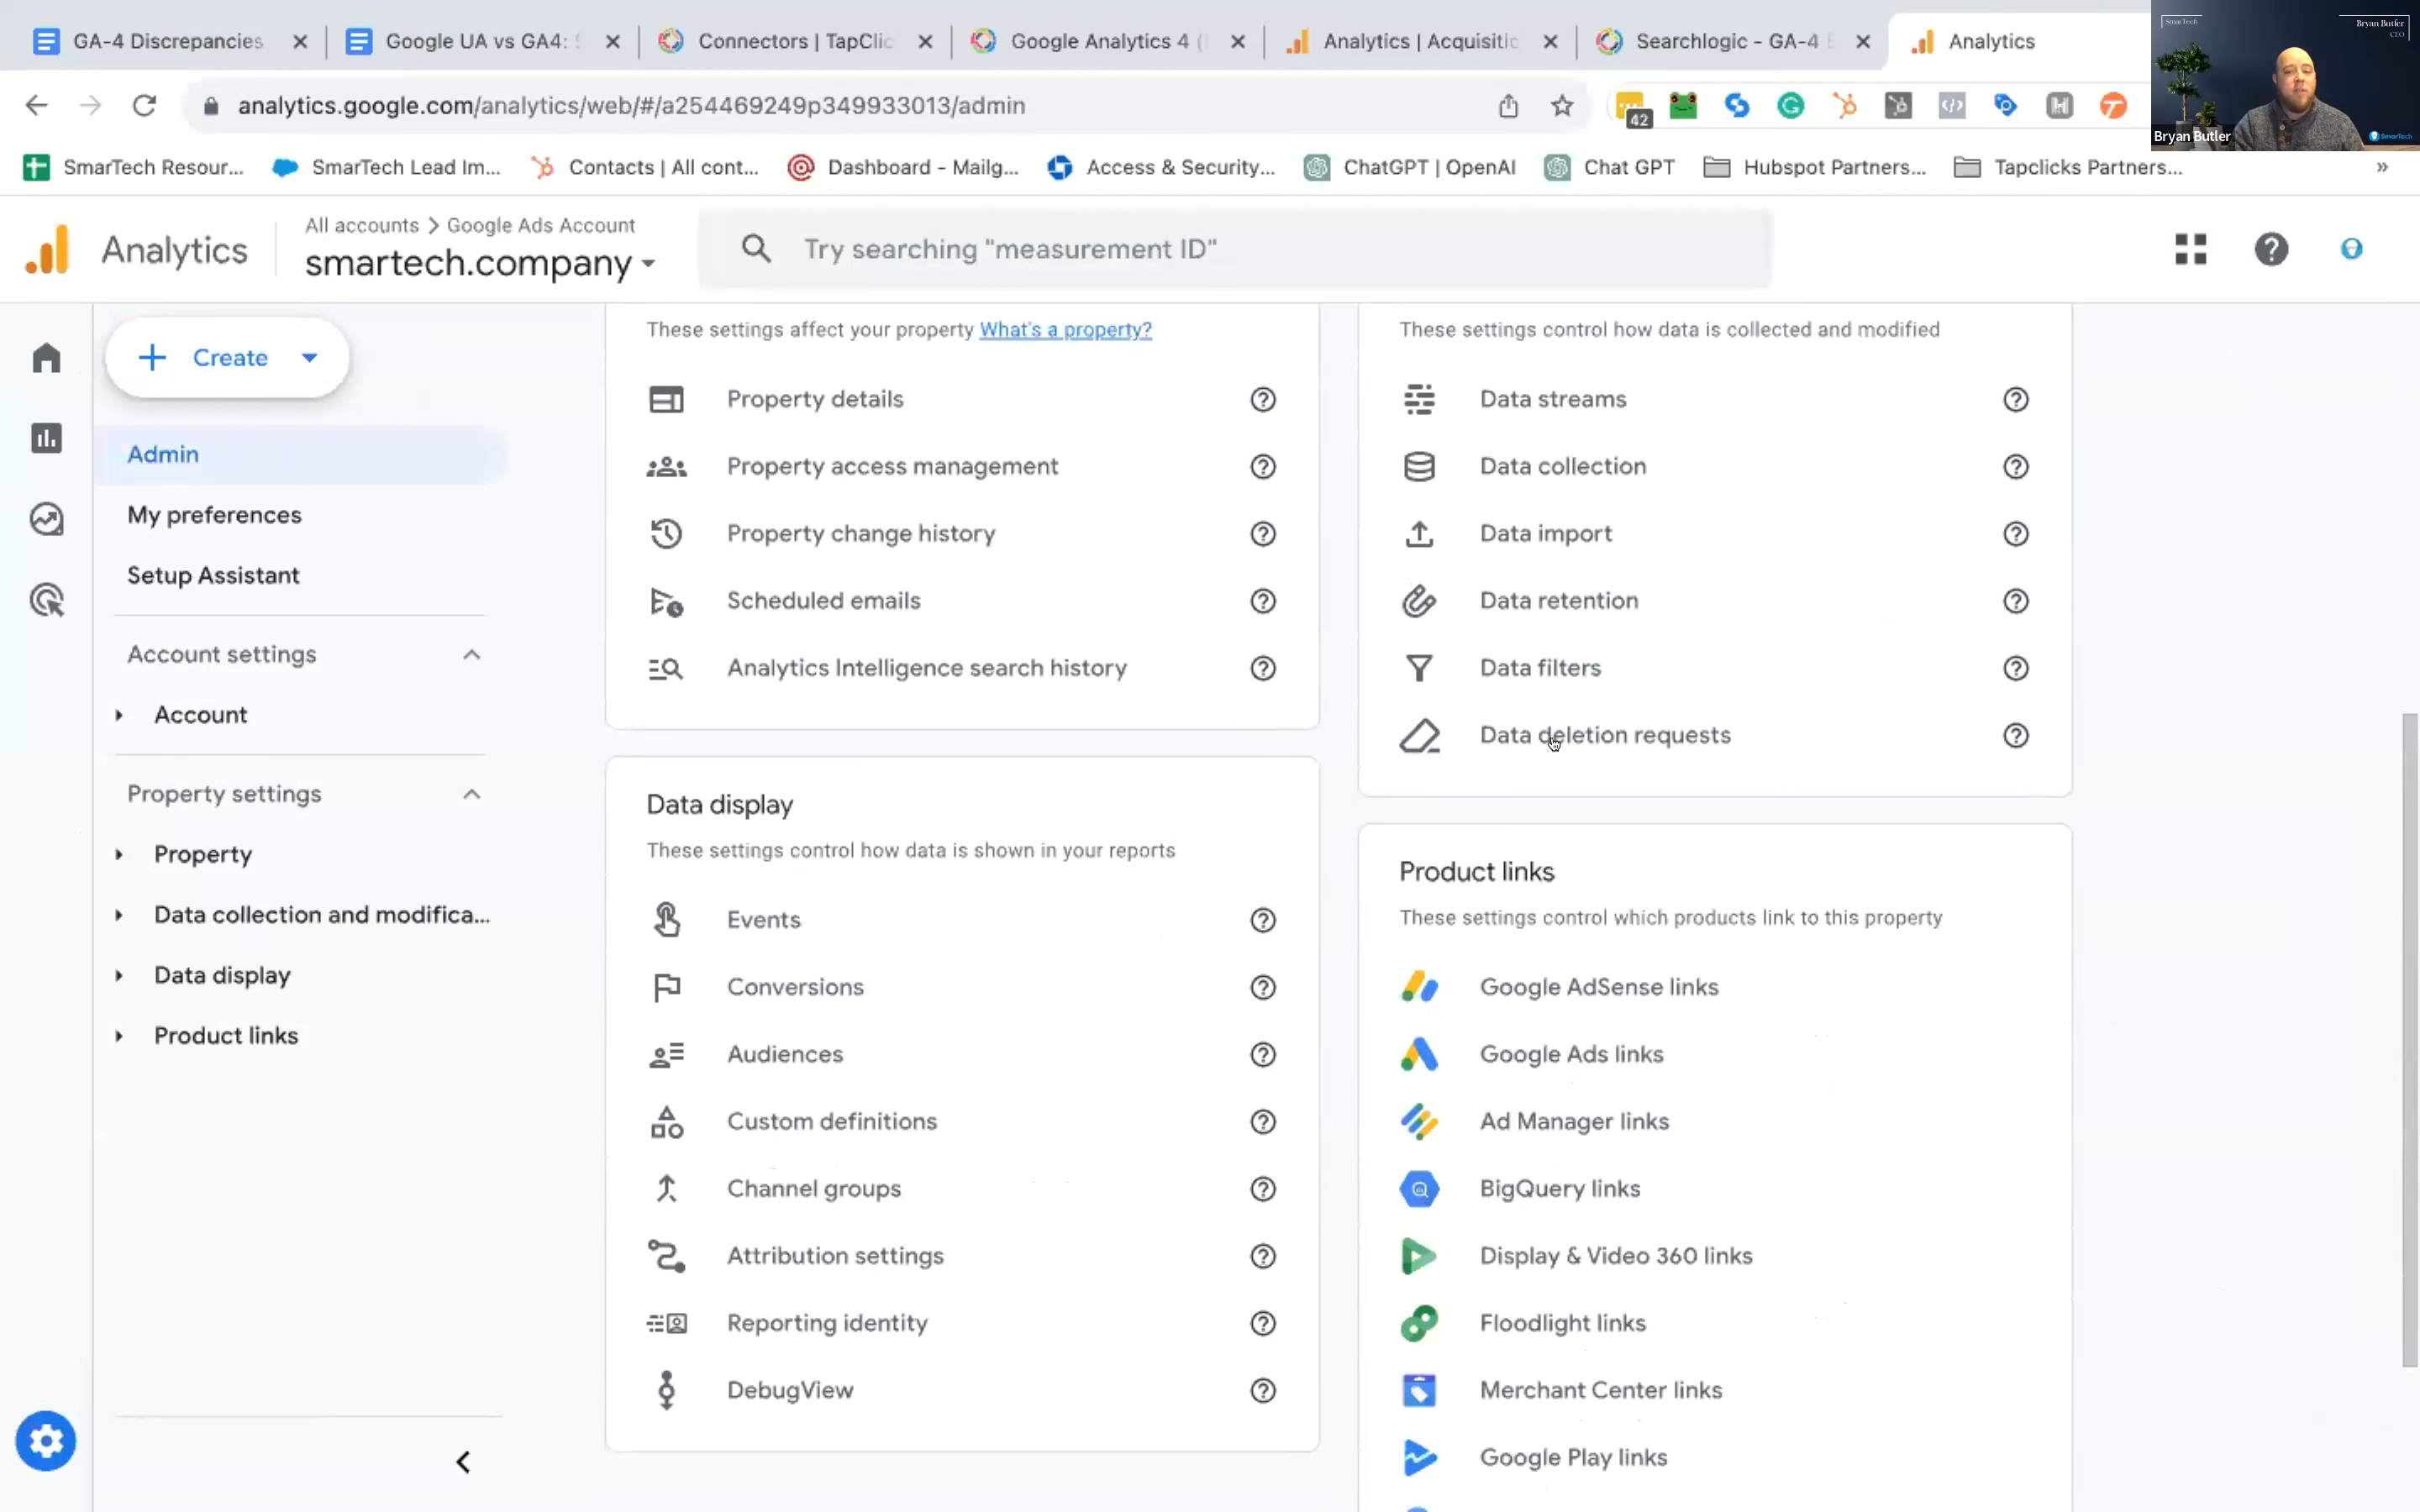 GA-4 Discrepancies
Google UA vs GA4:
Connectors | TapClic
Google Analytics 4 (
Analytics | Acquisitic
Searchlogic - GA-4
Analytics
SmarTech
Bryan Butler
CEO
analytics.google.com/analytics/web/#/a254469249p349933013/admin
42
Bryan Butler
SmarTech
SmarTech Resour...
SmarTech Lead Im...
Contacts | All cont...
Dashboard - Mailg...
Access & Security...
ChatGPT | OpenAI
Chat GPT
Hubspot Partners...
Tapclicks Partners...
»
Analytics
All accounts > Google Ads Account
smartech.company
Try searching "measurement ID"
Create
Admin
My preferences
Setup Assistant
Account settings
Account
Property settings
Property
Data collection and modifica...
Data display
Product links
These settings affect your property What's a property?
Property details
Property access management
Property change history
Scheduled emails
Analytics Intelligence search history
Data display
These settings control how data is shown in your reports
Events
Conversions
Audiences
Custom definitions
Channel groups
Attribution settings
Reporting identity
DebugView
These settings control how data is collected and modified
Data streams
Data collection
Data import
Data retention
Data filters
Data deletion requests
Product links
These settings control which products link to this property
Google AdSense links
Google Ads links
Ad Manager links
BigQuery links
Display & Video 360 links
Floodlight links
Merchant Center links
Google Play links